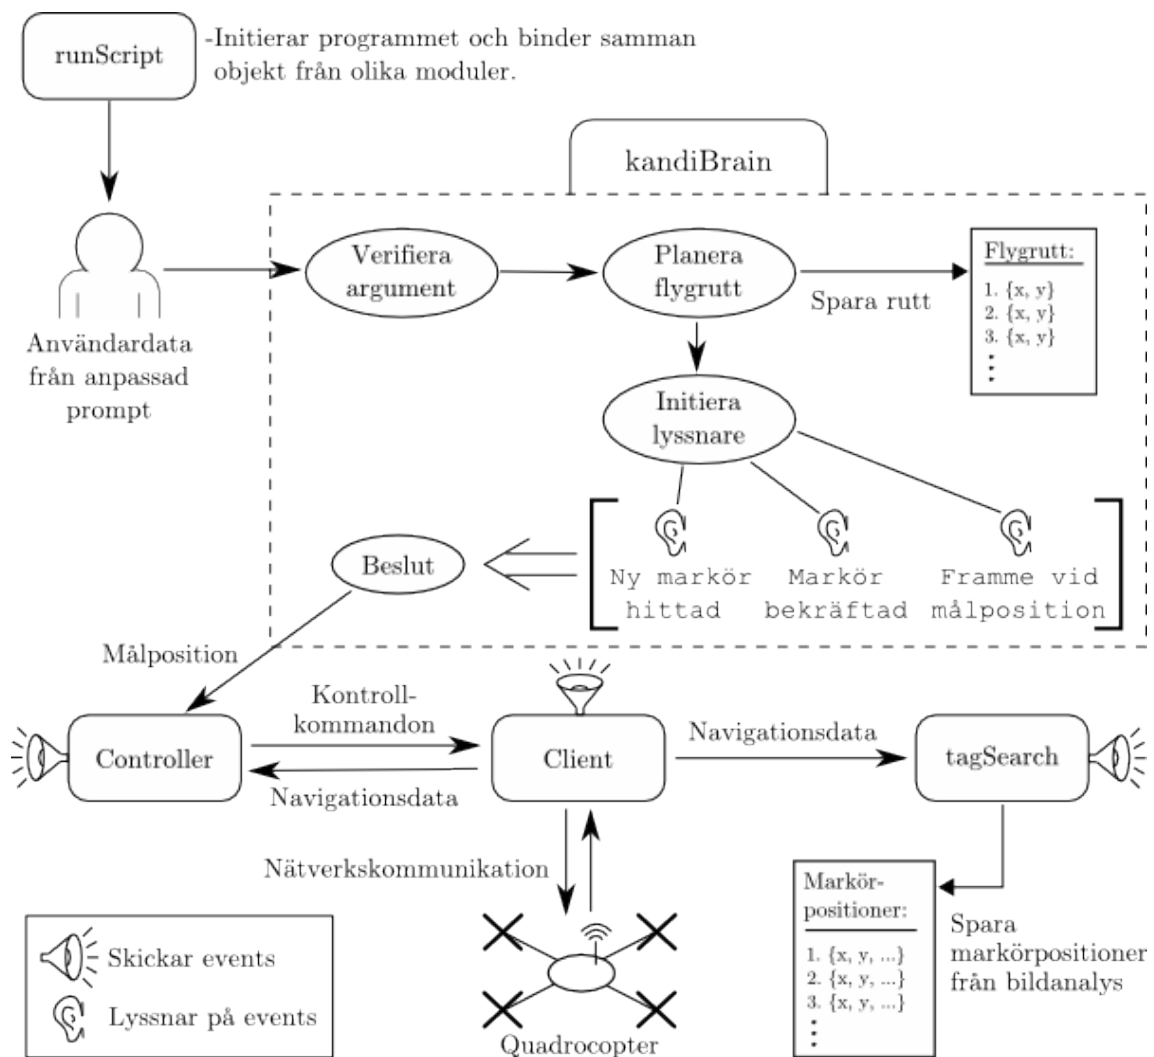 runScript
-Initierar programmet och binder samman
objekt från olika moduler.
kandiBrain
Användardata
från anpassad
prompt
Verifiera
argument
Planera
flygrutt
Spara rutt
Flygrutt:
1. {x, y}
2. {x, y}
3. {x, y}
Initiera
lyssnare
Ny markör
hittad
Markör
bekräftad
Framme vid
målposition
Beslut
Målposition
Controller
Kontroll-
kommandon
Navigationsdata
Client
Navigationsdata
tagSearch
Nätverkskommunikation
Quadrocopter
Markör-
positioner:
1. {x, y, ...}
2. {x, y, ...}
3. {x, y, ...}
Spara
markörpositioner
från bildanalys
Skickar events
Lyssnar på events